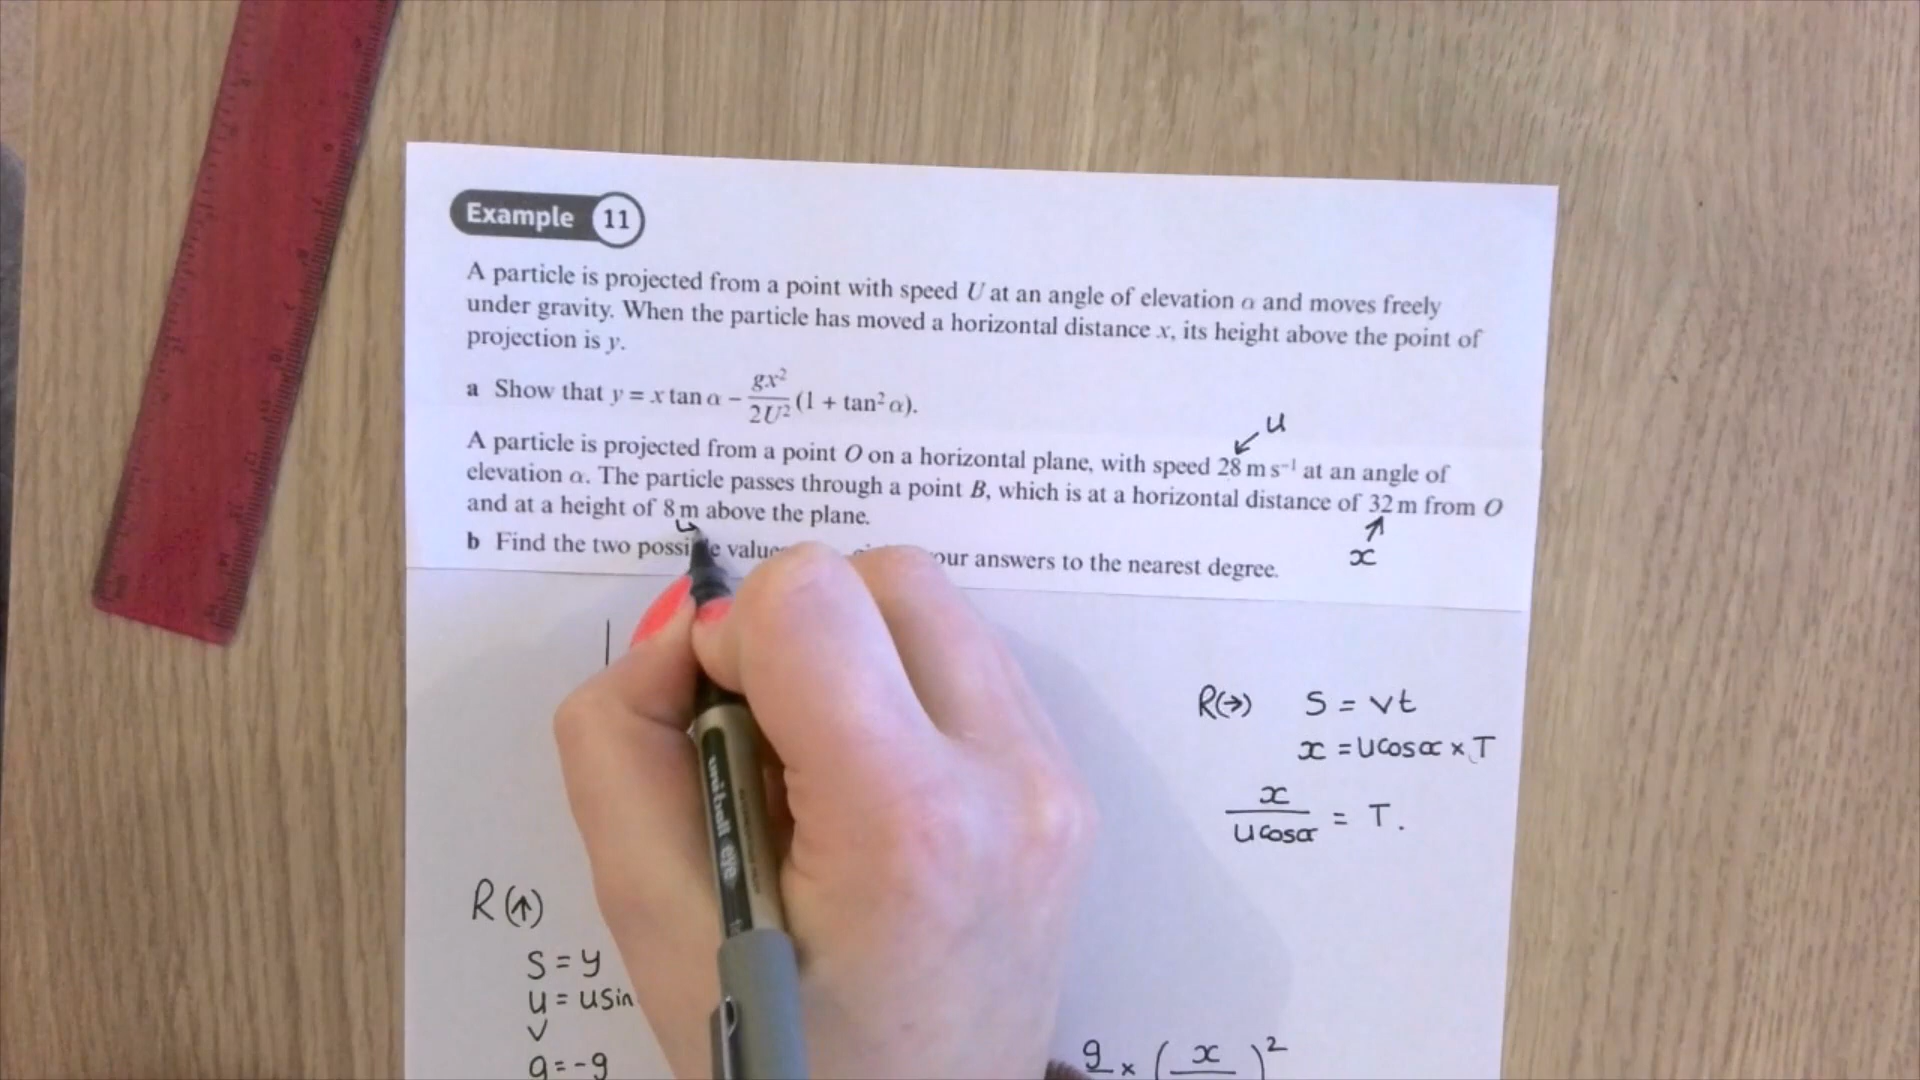 Example 11
A particle is projected from a point with speed U at an angle of elevation α and moves freely
under gravity. When the particle has moved a horizontal distance x, its height above the point of
projection is y.
a Show that y = x tan α − gx²/2U² (1 + tan² α).
u
A particle is projected from a point O on a horizontal plane, with speed 28 m s⁻¹ at an angle of
elevation α. The particle passes through a point B, which is at a horizontal distance of 32 m from O
and at a height of 8 m above the plane.
x
b Find the two answers to the nearest degree.
R(→) S = vt
x = Ucosα × T
x/Ucosα = T.
R(↑)
S = y
u = usin
v
a = -g
g × (x )²
uniball eye